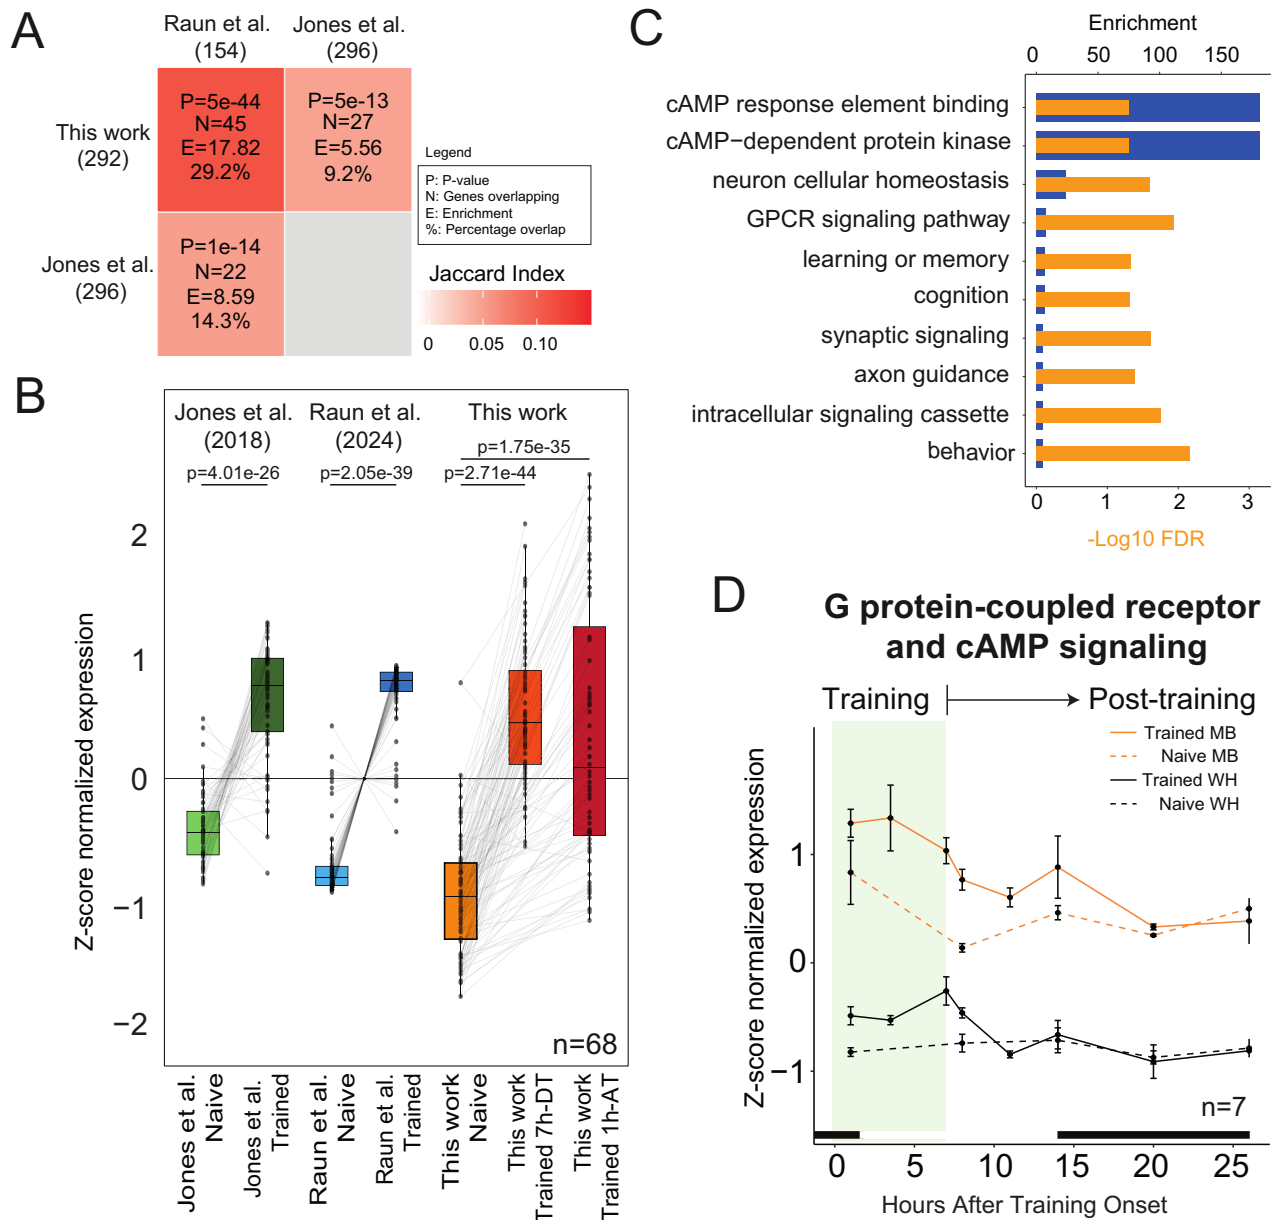 A
Raun et al.
(154)
Jones et al.
(296)
This work
(292)
P=5e-44
N=45
E=17.82
29.2%
P=5e-13
N=27
E=5.56
9.2%
Jones et al.
(296)
P=1e-14
N=22
E=8.59
14.3%
Legend
P: P-value
N: Genes overlapping
E: Enrichment
%: Percentage overlap
Jaccard Index
0 0.05 0.10
B
Jones et al.
(2018)
Raun et al.
(2024)
This work
p=4.01e-26
p=2.05e-39
p=1.75e-35
p=2.71e-44
Z-score normalized expression
2
1
0
−1
−2
n=68
Jones et al.
Naive
Jones et al.
Trained
Raun et al.
Naive
Raun et al.
Trained
This work
Naive
This work
Trained 7h-DT
This work
Trained 1h-AT
C
Enrichment
0 50 100 150
cAMP response element binding
cAMP−dependent protein kinase
neuron cellular homeostasis
GPCR signaling pathway
learning or memory
cognition
synaptic signaling
axon guidance
intracellular signaling cassette
behavior
0 1 2 3
-Log10 FDR
D
G protein-coupled receptor
and cAMP signaling
Training
Post-training
Trained MB
Naive MB
Trained WH
Naive WH
Z-score normalized expression
1
0
−1
n=7
0 5 10 15 20 25
Hours After Training Onset